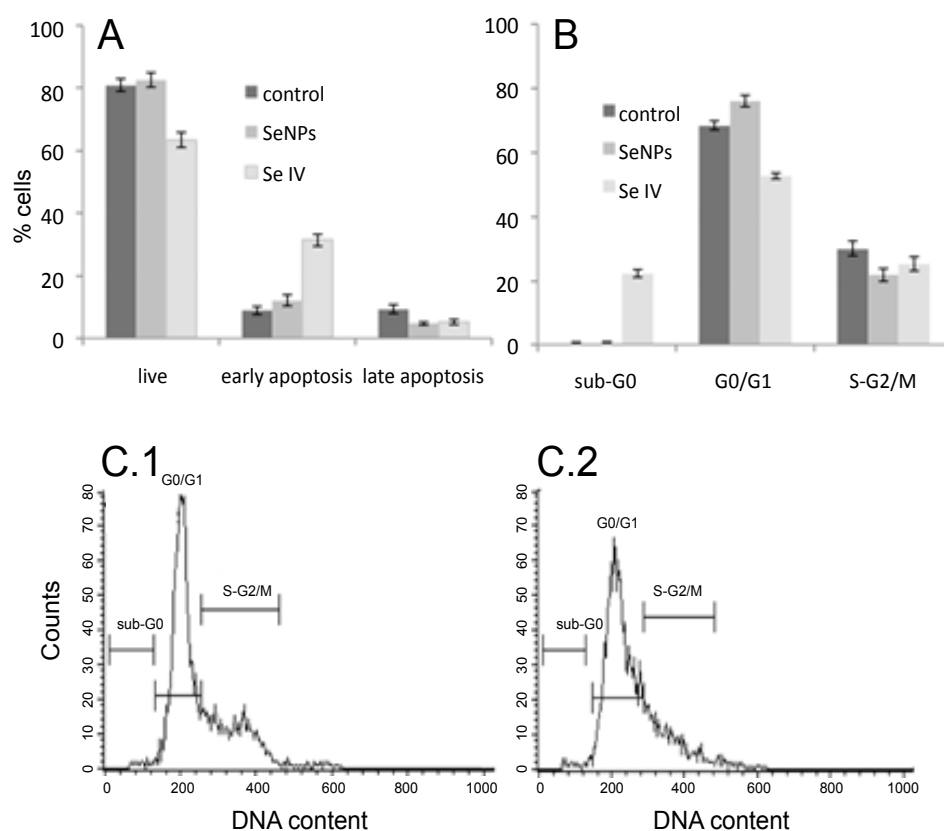 A
100
80
60
40
20
0
% cells
control
SeNPs
Se IV
live early apoptosis late apoptosis
B
100
80
60
40
20
0
control
SeNPs
Se IV
sub-G0 G0/G1 S-G2/M
C.1
G0/G1
S-G2/M
sub-G0
Counts
80
70
60
50
40
30
20
10
0
0 200 400 600 800 1000
DNA content
C.2
G0/G1
S-G2/M
sub-G0
80
70
60
50
40
30
20
10
0
0 200 400 600 800 1000
DNA content